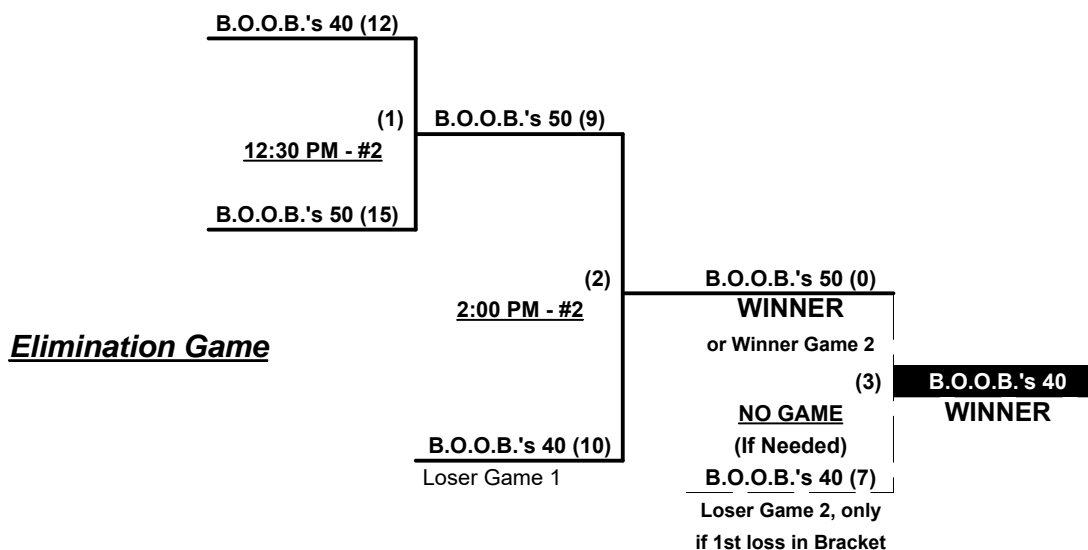 B.O.O.B.'s 40 (12)
(1)
B.O.O.B.'s 50 (9)
12:30 PM - #2
B.O.O.B.'s 50 (15)
(2)
B.O.O.B.'s 50 (0)
2:00 PM - #2
WINNER
Elimination Game
or Winner Game 2
(3)
B.O.O.B.'s 40
NO GAME
WINNER
B.O.O.B.'s 40 (10)
(If Needed)
Loser Game 1
B.O.O.B.'s 40 (7)
Loser Game 2, only
if 1st loss in Bracket